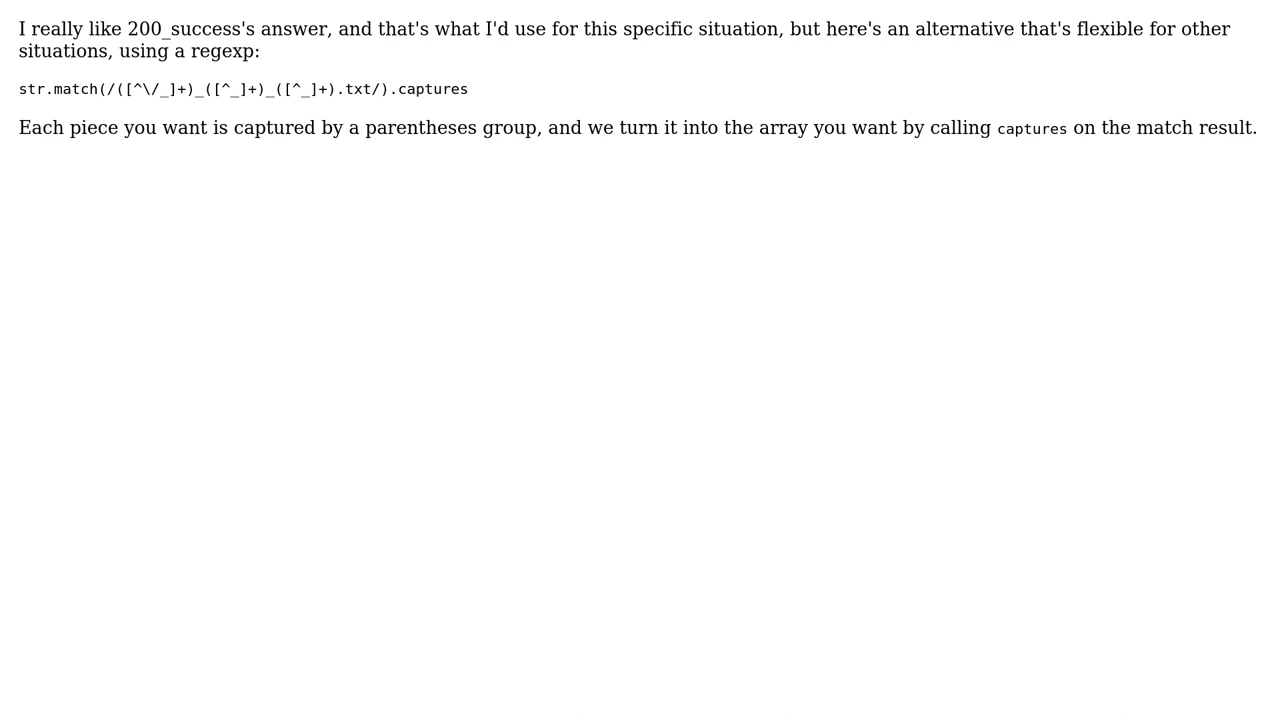 I really like 200_success's answer, and that's what I'd use for this specific situation, but here's an alternative that's flexible for other
situations, using a regexp:
str.match(/([^\/_]+)_([^_]+)_([^_]+).txt/).captures
Each piece you want is captured by a parentheses group, and we turn it into the array you want by calling captures on the match result.